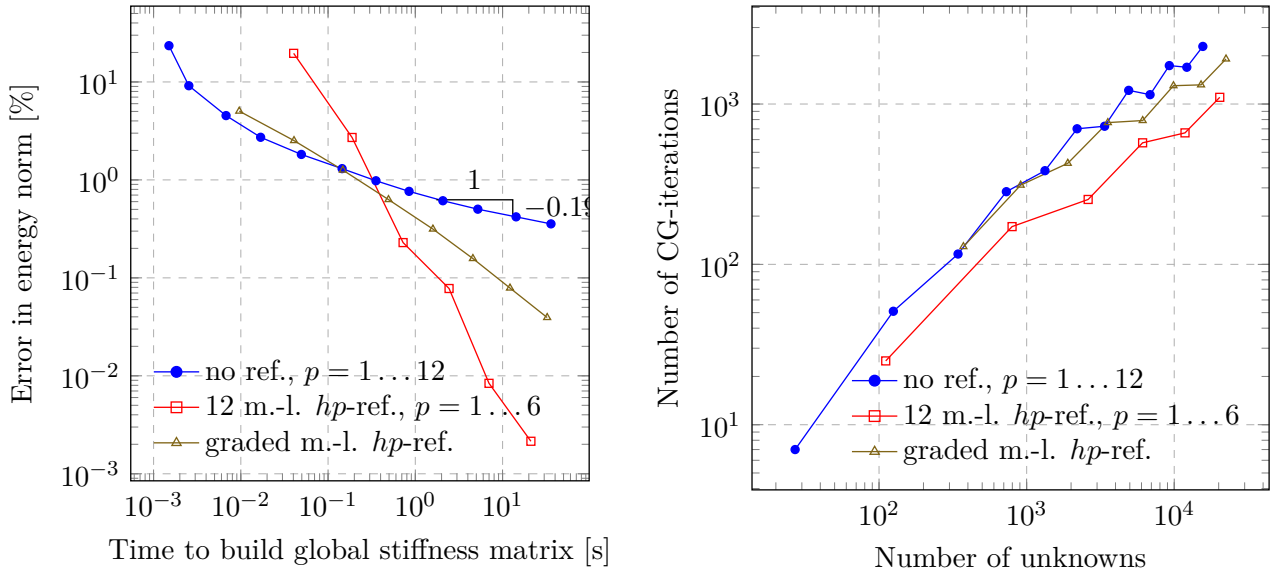 Error in energy norm [%]
10^1
10^0
10^−1
10^−2
10^−3
1
−0.19
no ref., p = 1 … 12
12 m.-l. hp-ref., p = 1 … 6
graded m.-l. hp-ref.
10^−3 10^−2 10^−1 10^0 10^1
Time to build global stiffness matrix [s]
Number of CG-iterations
10^3
10^2
10^1
no ref., p = 1 … 12
12 m.-l. hp-ref., p = 1 … 6
graded m.-l. hp-ref.
10^2 10^3 10^4
Number of unknowns